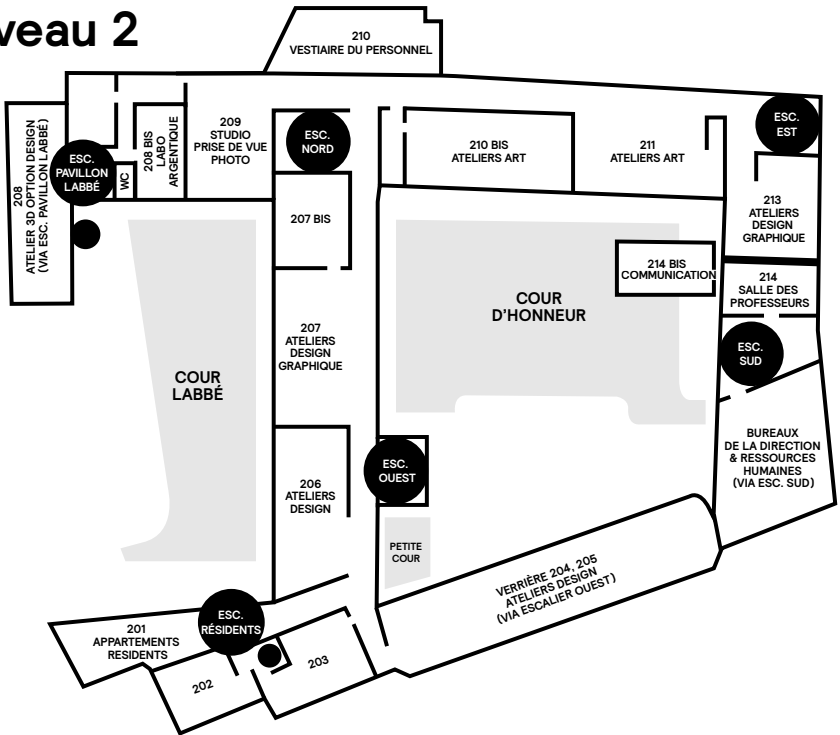 veau 2
210
VESTIAIRE DU PERSONNEL
208
ATELIER 3D OPTION DESIGN
(VIA ESC. PAVILLON LABBÉ)
ESC.
PAVILLON
LABBÉ
WC
208 BIS
LABO
ARGENTIQUE
209
STUDIO
PRISE DE VUE
PHOTO
ESC.
NORD
210 BIS
ATELIERS ART
211
ATELIERS ART
ESC.
EST
213
ATELIERS
DESIGN
GRAPHIQUE
207 BIS
214 BIS
COMMUNICATION
214
SALLE DES
PROFESSEURS
COUR
D'HONNEUR
207
ATELIERS
DESIGN
GRAPHIQUE
ESC.
SUD
COUR
LABBÉ
BUREAUX
DE LA DIRECTION
& RESSOURCES
HUMAINES
(VIA ESC. SUD)
ESC.
OUEST
206
ATELIERS
DESIGN
PETITE
COUR
VERRIÈRE 204, 205
ATELIERS DESIGN
(VIA ESCALIER OUEST)
ESC.
RÉSIDENTS
201
APPARTEMENTS
RESIDENTS
202
203